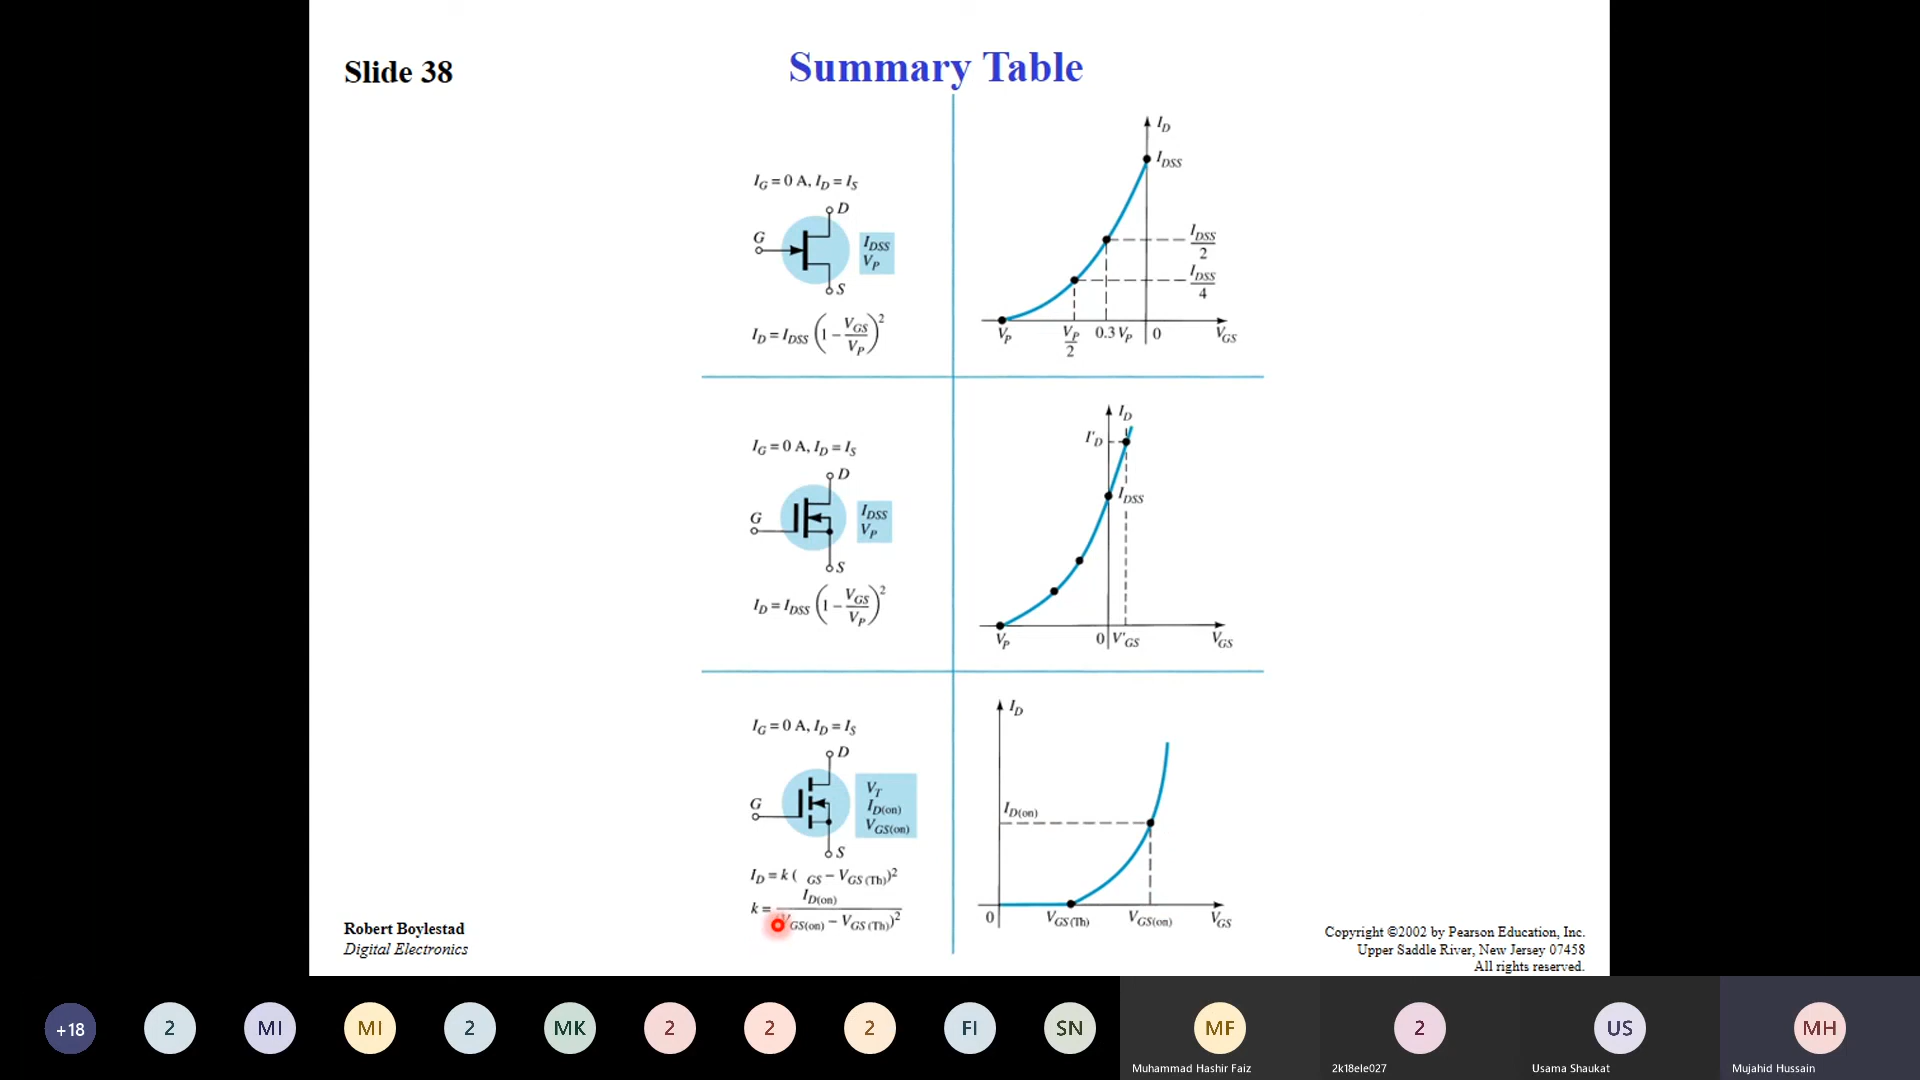 Slide 38
Summary Table
I_G = 0 A, I_D = I_S
D
G
I_DSS
V_P
S
I_D = I_DSS (1 − V_GS/V_P)²
I_D
I_DSS
I_DSS/2
I_DSS/4
V_P
V_P/2
0.3 V_P
0
V_GS
I_G = 0 A, I_D = I_S
D
G
I_DSS
V_P
S
I_D = I_DSS (1 − V_GS/V_P)²
I_D
I'_D
I_DSS
V_P
0
V'_GS
V_GS
I_G = 0 A, I_D = I_S
D
G
V_T
I_D(on)
V_GS(on)
S
I_D = k ( _GS − V_GS (Th))²
k = I_D(on) / (V_GS(on) − V_GS (Th))²
I_D
I_D(on)
0
V_GS(Th)
V_GS(on)
V_GS
Robert Boylestad
Digital Electronics
Copyright ©2002 by Pearson Education, Inc.
Upper Saddle River, New Jersey 07458
All rights reserved.
+18
2
MI
MI
2
MK
2
2
2
FI
SN
MF
2
US
MH
Muhammad Hashir Faiz
2k18ele027
Usama Shaukat
Mujahid Hussain